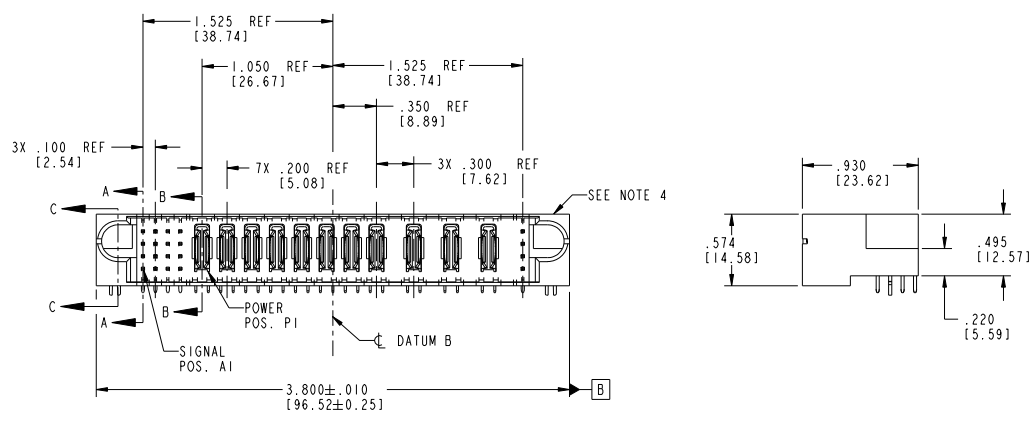 1.525 REF
[38.74]
1.050 REF
[26.67]
1.525 REF
[38.74]
.350 REF
[8.89]
3X .100 REF
[2.54]
7X .200 REF
[5.08]
3X .300 REF
[7.62]
A
B
C
SEE NOTE 4
C
A
B
POWER
POS. P1
SIGNAL
POS. A1
℄ DATUM B
3.800±.010
[96.52±0.25]
B
.930
[23.62]
.574
[14.58]
.495
[12.57]
.220
[5.59]